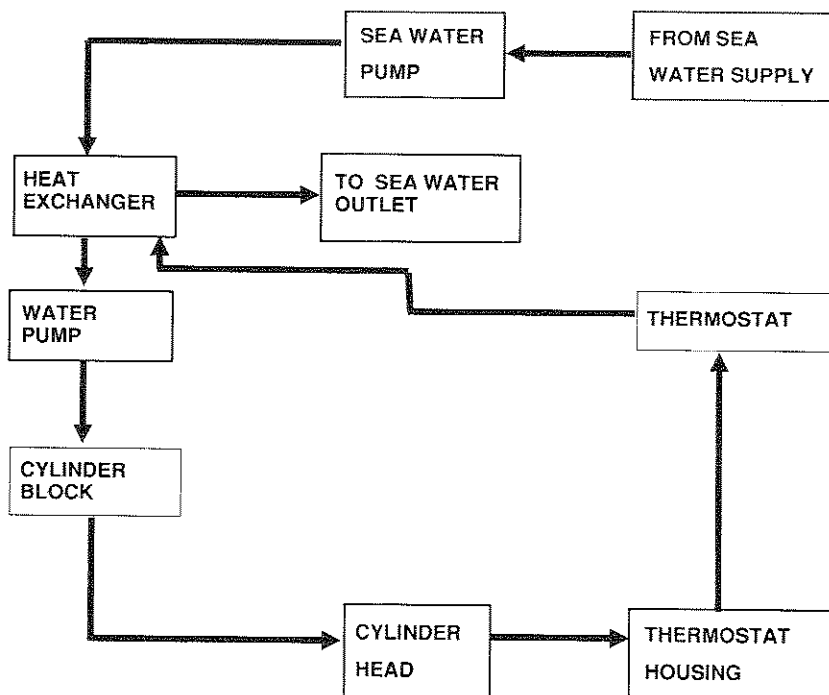 SEA WATER
PUMP
FROM SEA
WATER SUPPLY
HEAT
EXCHANGER
TO SEA WATER
OUTLET
WATER
PUMP
THERMOSTAT
CYLINDER
BLOCK
CYLINDER
HEAD
THERMOSTAT
HOUSING